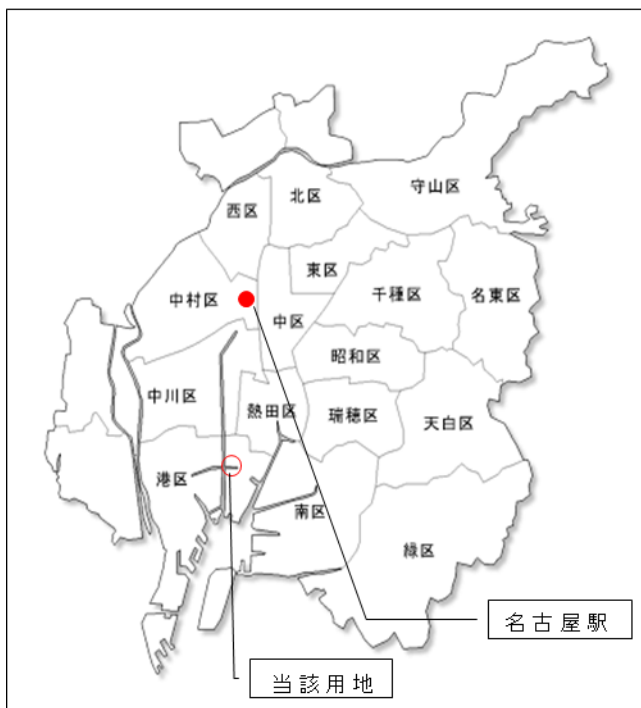 守山区
北区
西区
東区
千種区
名東区
中村区
中区
昭和区
中川区
熱田区
瑞穂区
天白区
港区
南区
緑区
名古屋駅
当該用地